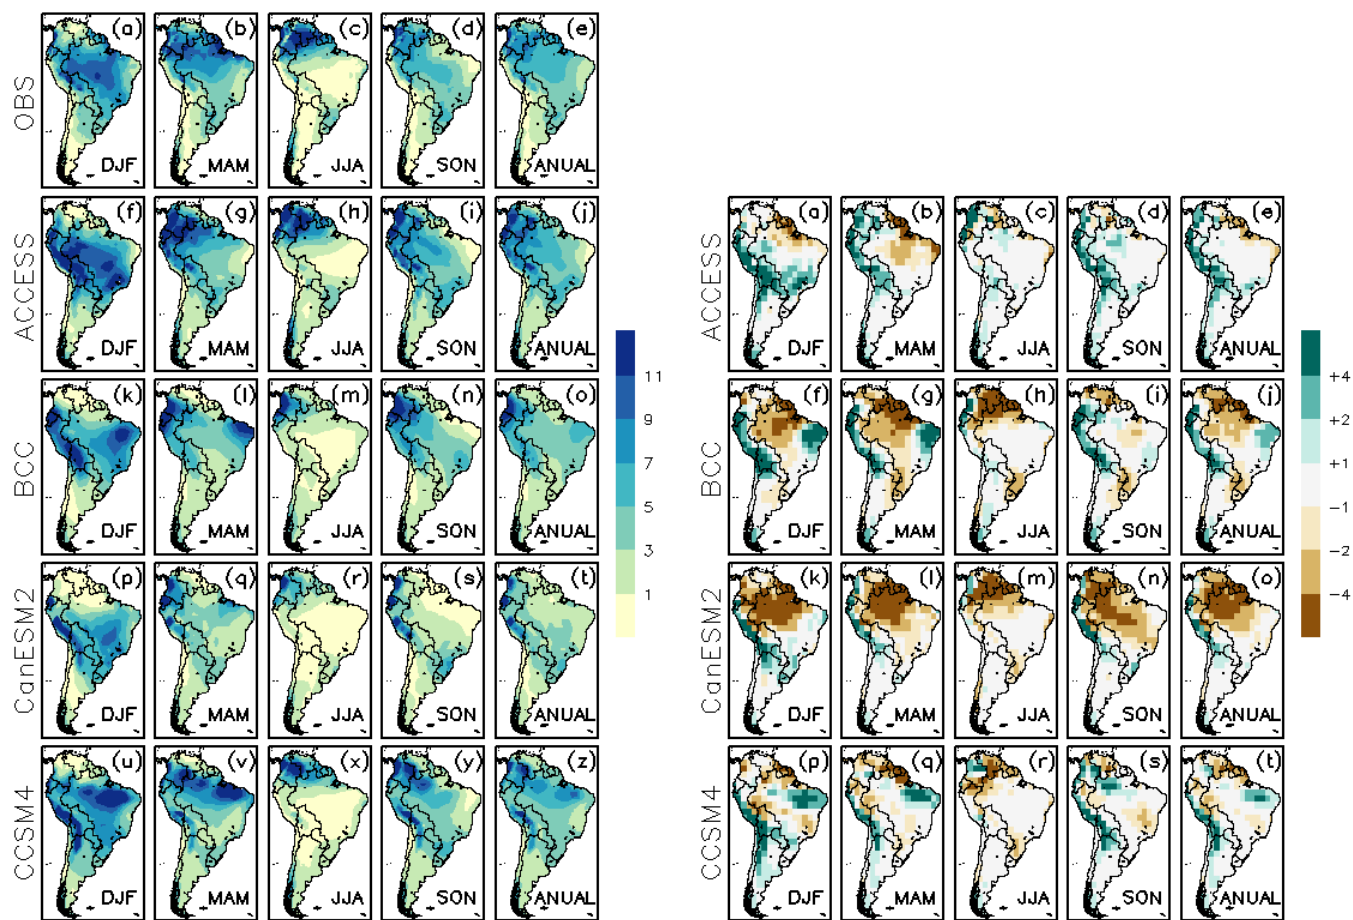 OBS
(a) (b) (c) (d) (e)
DJF MAM JJA SON ANUAL
ACCESS
(f) (g) (h) (i) (j)
DJF MAM JJA SON ANUAL
BCC
(k) (l) (m) (n) (o)
DJF MAM JJA SON ANUAL
CanESM2
(p) (q) (r) (s) (t)
DJF MAM JJA SON ANUAL
CCSM4
(u) (v) (x) (y) (z)
DJF MAM JJA SON ANUAL
11
9
7
5
3
1
ACCESS
(a) (b) (c) (d) (e)
DJF MAM JJA SON ANUAL
BCC
(f) (g) (h) (i) (j)
DJF MAM JJA SON ANUAL
CanESM2
(k) (l) (m) (n) (o)
DJF MAM JJA SON ANUAL
CCSM4
(p) (q) (r) (s) (t)
DJF MAM JJA SON ANUAL
+4
+2
+1
-1
-2
-4